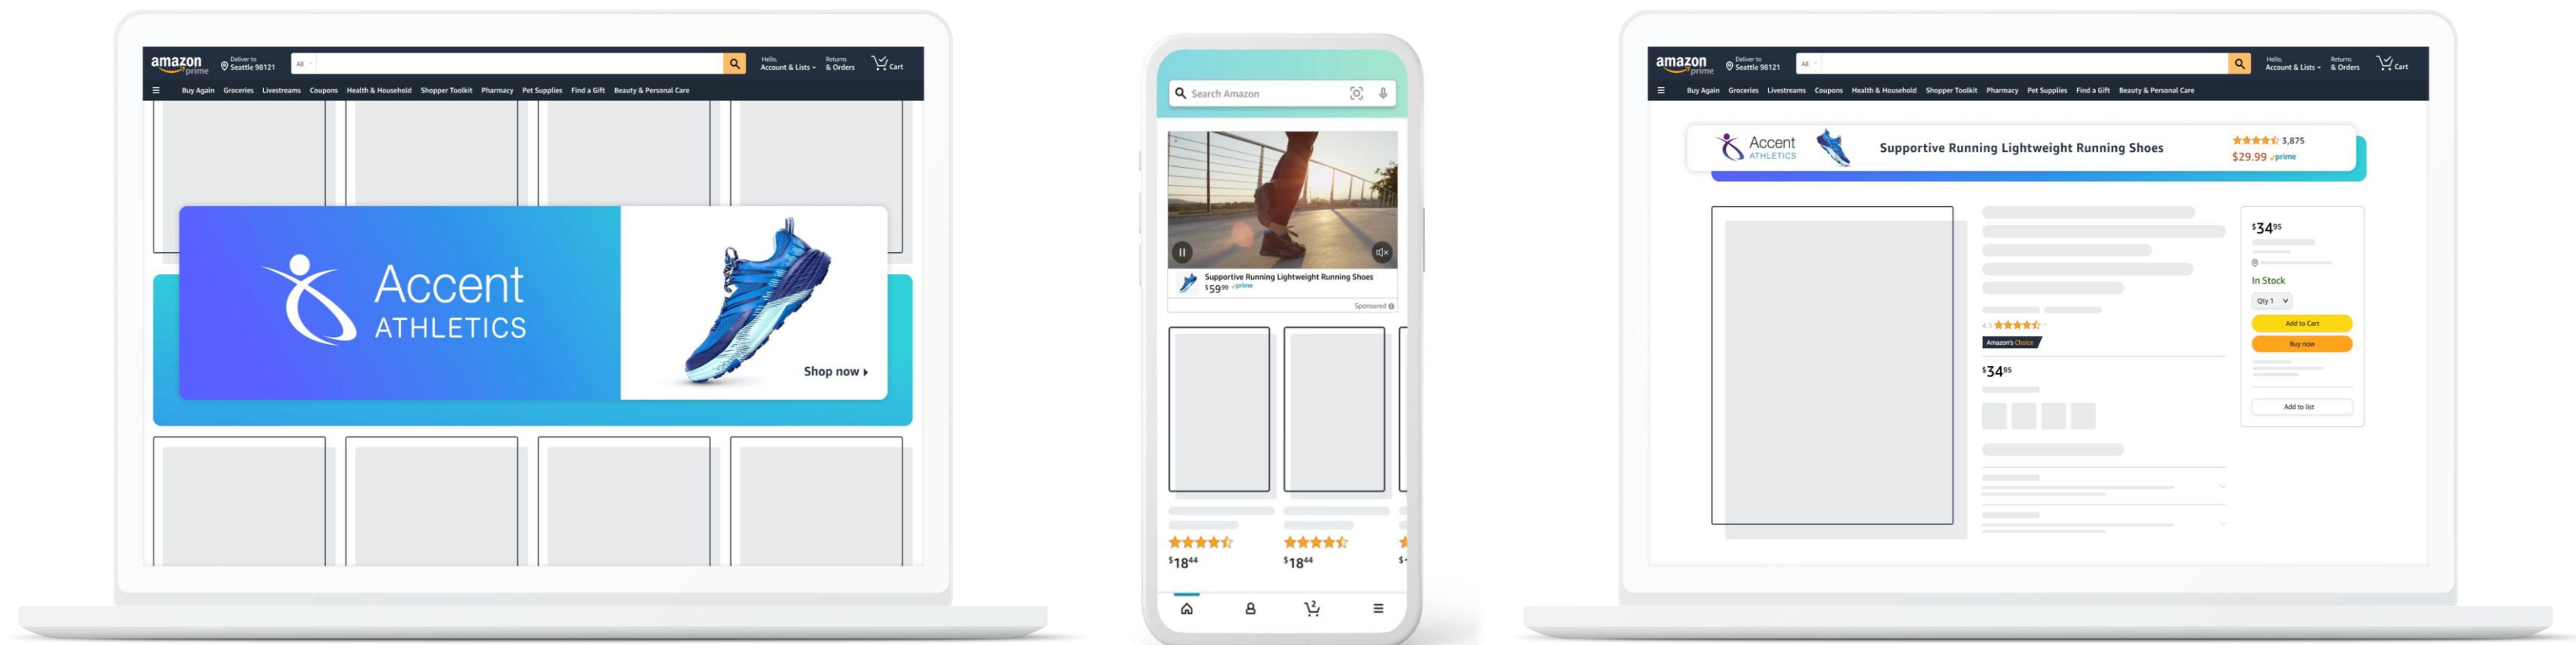 amazon prime
Deliver to
Seattle 98121
All
Hello,
Account & Lists
Returns
& Orders
Cart
Buy Again Groceries Livestreams Coupons Health & Household Shopper Toolkit Pharmacy Pet Supplies Find a Gift Beauty & Personal Care
Accent
ATHLETICS
Shop now
Search Amazon
Supportive Running Lightweight Running Shoes
$59.99 prime
Sponsored
$18.44
$18.44
$1
2
amazon prime
Deliver to
Seattle 98121
All
Hello,
Account & Lists
Returns
& Orders
Cart
Buy Again Groceries Livestreams Coupons Health & Household Shopper Toolkit Pharmacy Pet Supplies Find a Gift Beauty & Personal Care
Accent
ATHLETICS
Supportive Running Lightweight Running Shoes
3,875
$29.99 prime
4.5
Amazon's Choice
$34.95
$34.95
In Stock
Qty 1
Add to Cart
Buy now
Add to list